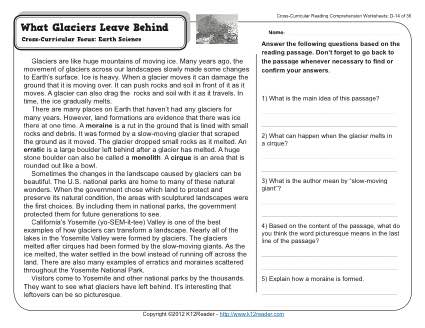 Cross-Curricular Reading Comprehension Worksheets: D-14 of 36
What Glaciers Leave Behind
Cross-Curricular Focus: Earth Science
Glaciers are like huge mountains of moving ice. Many years ago, the
movement of glaciers across our landscapes slowly made some changes
to Earth's surface. Ice is heavy. When a glacier moves it can damage the
ground that it is moving over. It can push rocks and soil in front of it as it
moves. A glacier can also drag the rocks and soil with it as it travels. In
time, the ice gradually melts.
There are many places on Earth that haven't had any glaciers for
many years. However, land formations are evidence that there was ice
there at one time. A moraine is a rut in the ground that is lined with small
rocks and debris. It was formed by a slow-moving glacier that scraped
the ground as it moved. The glacier dropped small rocks as it melted. An
erratic is a large boulder left behind after a glacier has melted. A huge
stone boulder can also be called a monolith. A cirque is an area that is
rounded out like a bowl.
Sometimes the changes in the landscape caused by glaciers can be
beautiful. The U.S. national parks are home to many of these natural
wonders. When the government chose which land to protect and
preserve its natural condition, the areas with sculptured landscapes were
the first choices. By including them in national parks, the government
protected them for future generations to see.
California's Yosemite (yo-SEM-it-tee) Valley is one of the best
examples of how glaciers can transform a landscape. Nearly all of the
lakes in the Yosemite Valley were formed by glaciers. The glaciers
melted after cirques had been formed by the slow-moving giants. As the
ice melted, the water settled in the bowl instead of running off across the
land. There are also many examples of erratics and moraines scattered
throughout the Yosemite National Park.
Visitors come to Yosemite and other national parks by the thousands.
They want to see what glaciers have left behind. It's interesting that
leftovers can be so picturesque.
Name:
Answer the following questions based on the
reading passage. Don't forget to go back to
the passage whenever necessary to find or
confirm your answers.
1) What is the main idea of this passage?
2) What can happen when the glacier melts in
a cirque?
3) What is the author mean by "slow-moving
giant"?
4) Based on the content of the passage, what do
you think the word picturesque means in the last
line of the passage?
5) Explain how a moraine is formed.
Copyright ©2012 K12Reader - http://www.k12reader.com